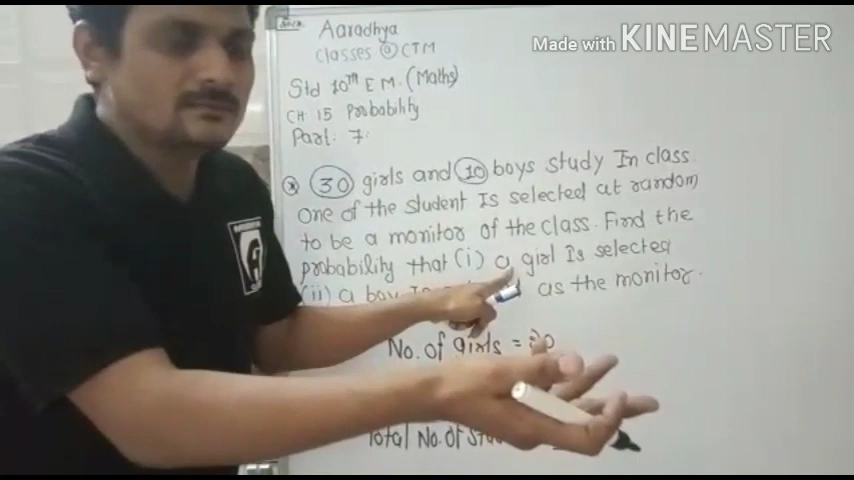 Made with KINEMASTER
Aaradhya
classes @ CTM
Std 10th E M. (Maths)
CH 15 Probability
Part. 7.
30 girls and 10 boys study In class
One of the student Is selected at random
to be a monitor of the class. Find the
probability that (i) a girl Is selected
(ii) a boy as the monitor.
No. of girls = 30
Total No. of